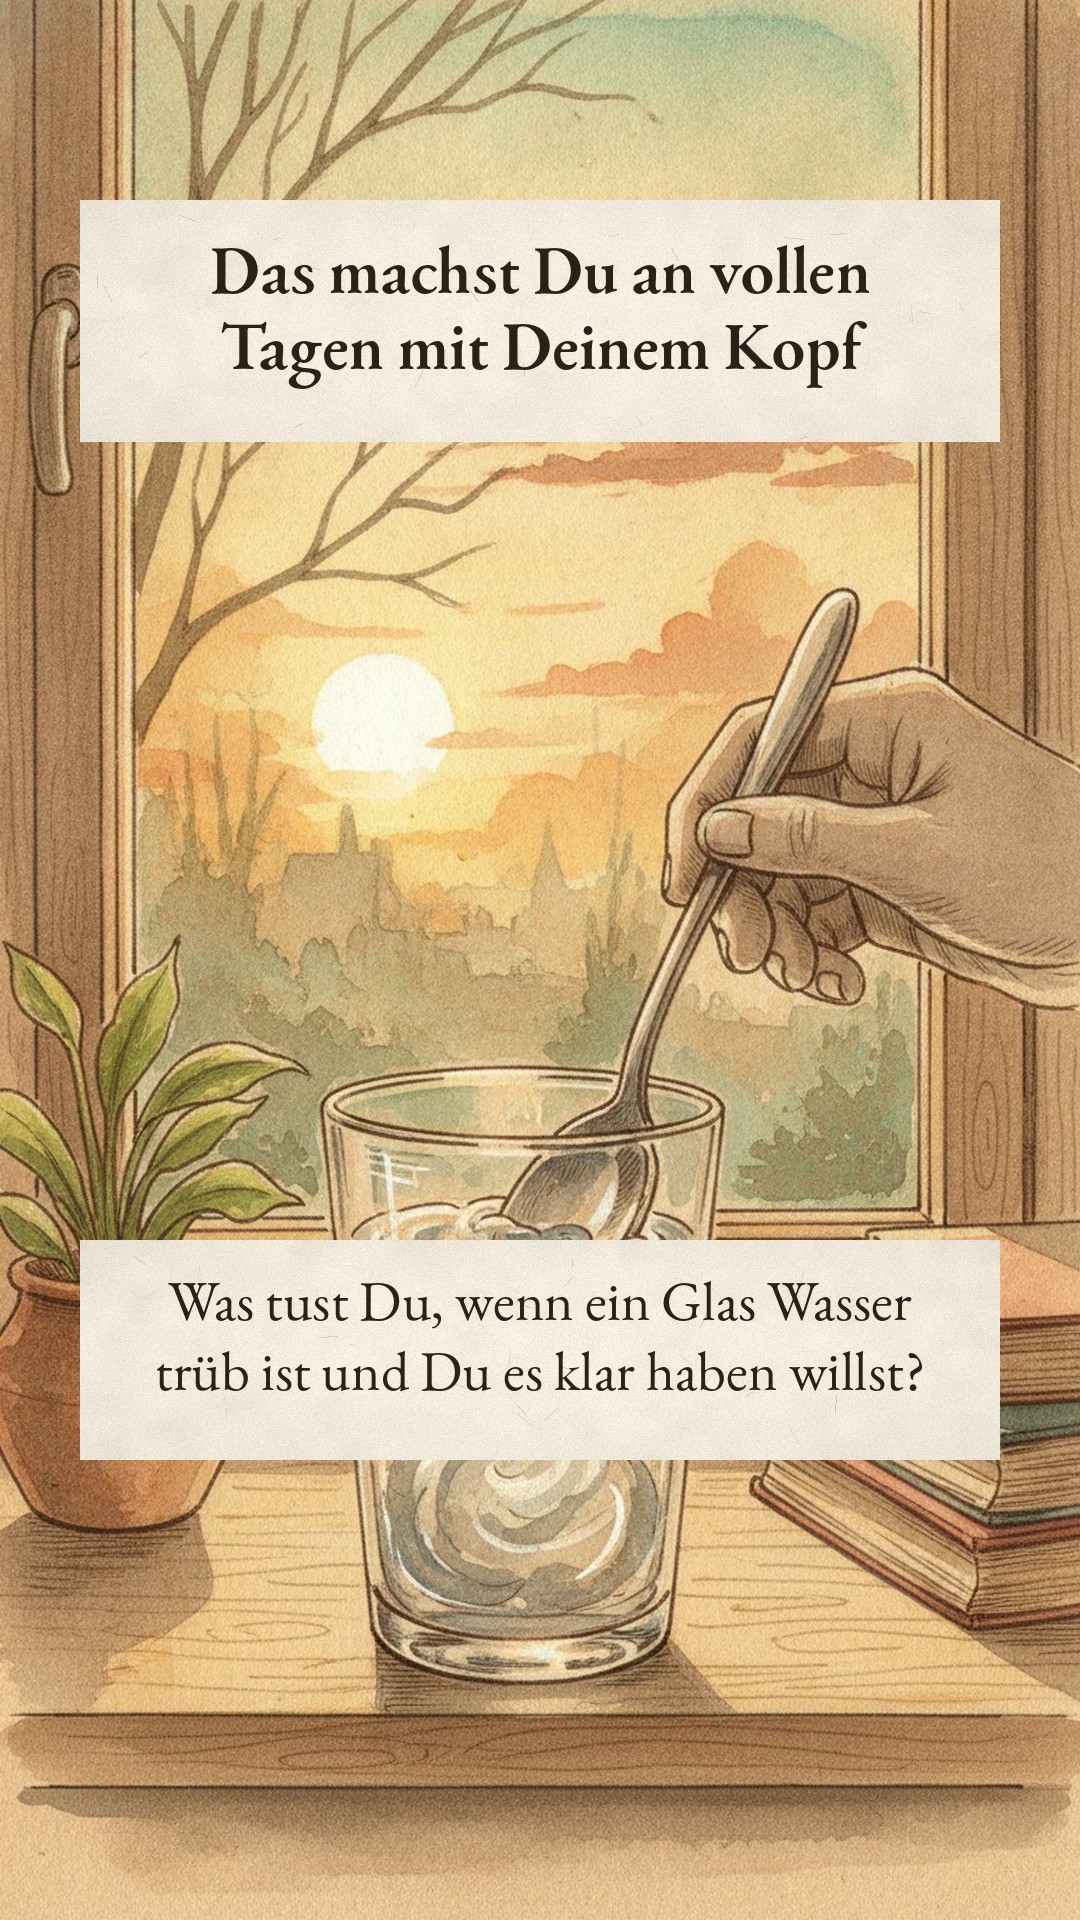 Das machst Du an vollen
Tagen mit Deinem Kopf
Was tust Du, wenn ein Glas Wasser
trüb ist und Du es klar haben willst?